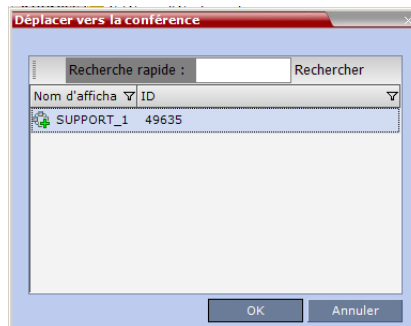 Déplacer vers la conférence
Recherche rapide : Rechercher
Nom d'afficha ID
SUPPORT_1 49635
OK Annuler